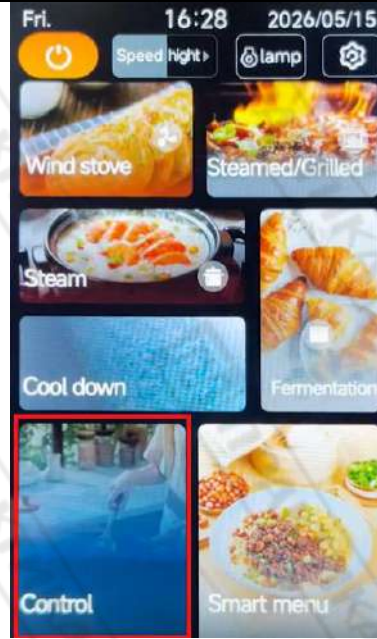 Fri. 16:28 2026/05/15
Speed hight lamp
Wind stove
Steamed/Grilled
Steam
Cool down
Fermentation
Control
Smart menu